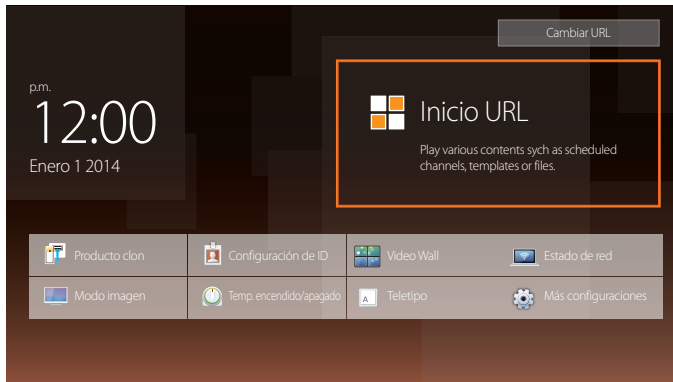 Cambiar URL
p.m.
12:00
Enero 1 2014
Inicio URL
Play various contents sych as scheduled
channels, templates or files.
Producto clon
Configuración de ID
Video Wall
Estado de red
Modo imagen
Temp. encendido/apagado
A
Teletipo
Más configuraciones